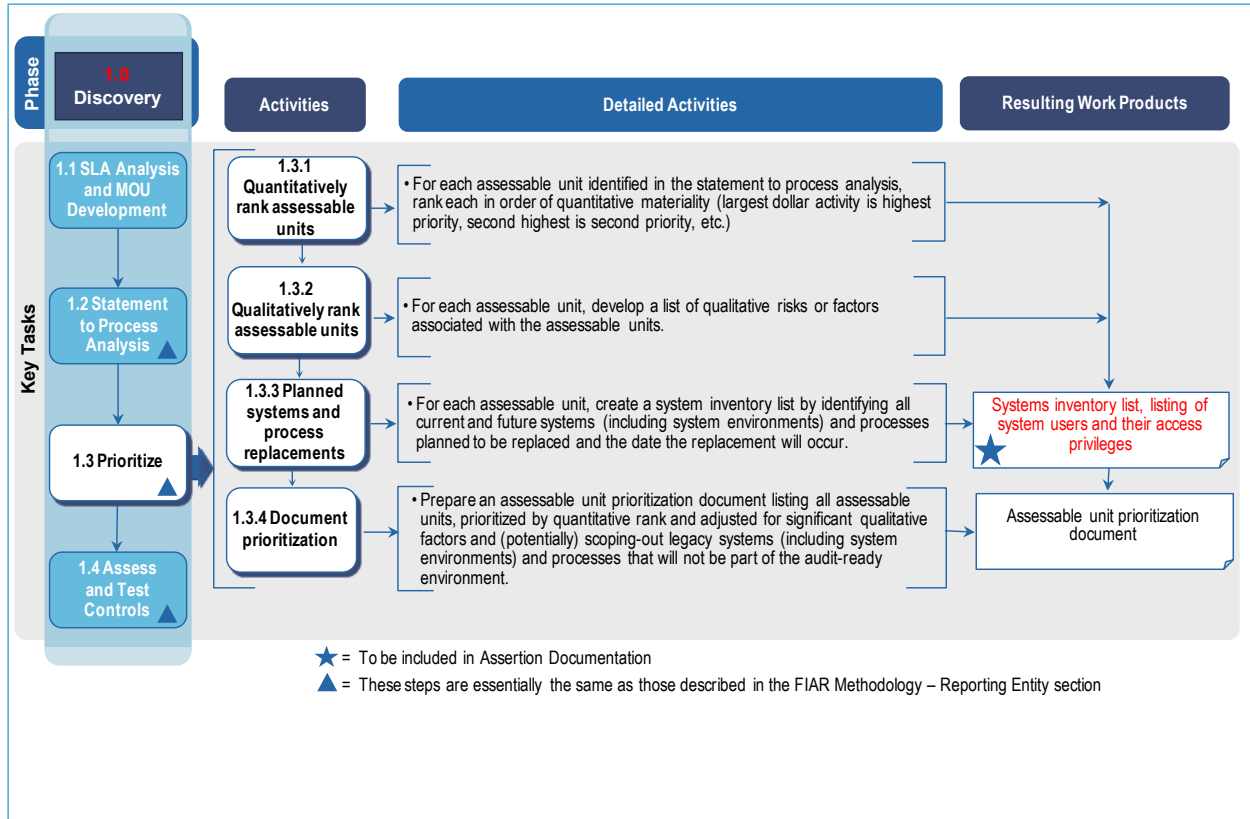 Phase
1.0
Discovery
Activities
Detailed Activities
Resulting Work Products
Key Tasks
1.1 SLA Analysis
and MOU
Development
1.2 Statement
to Process
Analysis
1.3 Prioritize
1.4 Assess
and Test
Controls
1.3.1
Quantitatively
rank assessable
units
• For each assessable unit identified in the statement to process analysis,
rank each in order of quantitative materiality (largest dollar activity is highest
priority, second highest is second priority, etc.)
1.3.2
Qualitatively rank
assessable units
• For each assessable unit, develop a list of qualitative risks or factors
associated with the assessable units.
1.3.3 Planned
systems and
process
replacements
• For each assessable unit, create a system inventory list by identifying all
current and future systems (including system environments) and processes
planned to be replaced and the date the replacement will occur.
Systems inventory list, listing of
system users and their access
privileges
1.3.4 Document
prioritization
• Prepare an assessable unit prioritization document listing all assessable
units, prioritized by quantitative rank and adjusted for significant qualitative
factors and (potentially) scoping-out legacy systems (including system
environments) and processes that will not be part of the audit-ready
environment.
Assessable unit prioritization
document
= To be included in Assertion Documentation
= These steps are essentially the same as those described in the FIAR Methodology – Reporting Entity section